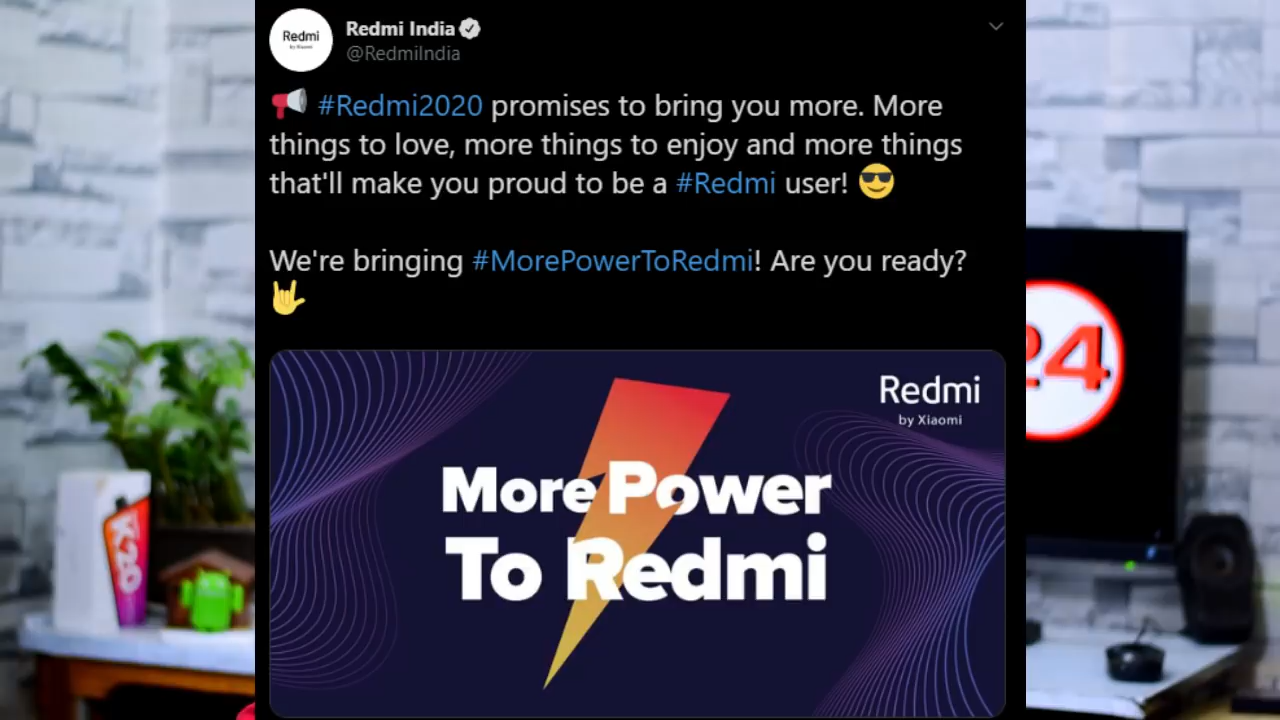 Redmi
by Xiaomi
Redmi India
@RedmiIndia
📢 #Redmi2020 promises to bring you more. More
things to love, more things to enjoy and more things
that'll make you proud to be a #Redmi user! 😎
We're bringing #MorePowerToRedmi! Are you ready?
🤟
Redmi
by Xiaomi
More Power
To Redmi
K20
24